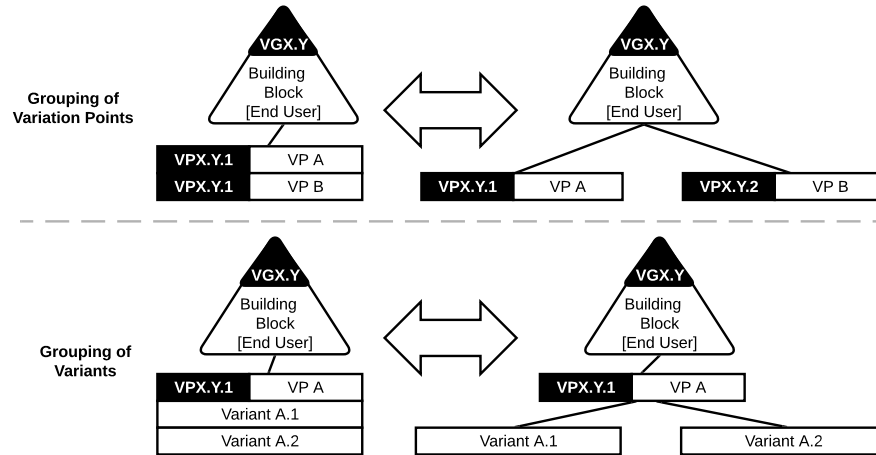 VGX.Y
Building
Block
[End User]
VGX.Y
Building
Block
[End User]
Grouping of
Variation Points
VPX.Y.1 VP A
VPX.Y.1 VP B
VPX.Y.1 VP A
VPX.Y.2 VP B
VGX.Y
Building
Block
[End User]
VGX.Y
Building
Block
[End User]
Grouping of
Variants
VPX.Y.1 VP A
Variant A.1
Variant A.2
VPX.Y.1 VP A
Variant A.1
Variant A.2